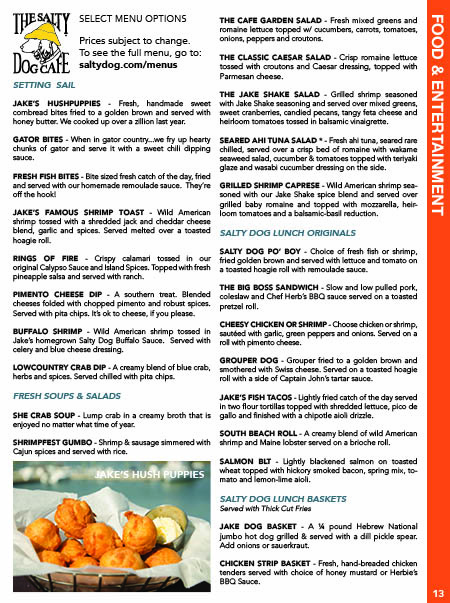 THE SALTY
DOG CAFE
SELECT MENU OPTIONS
Prices subject to change.
To see the full menu, go to:
saltydog.com/menus
SETTING SAIL
JAKE'S HUSHPUPPIES - Fresh, handmade sweet
cornbread bites fried to a golden brown and served with
honey butter. We cooked up over a zillion last year.
GATOR BITES - When in gator country...we fry up hearty
chunks of gator and serve it with a sweet chili dipping
sauce.
FRESH FISH BITES - Bite sized fresh catch of the day, fried
and served with our homemade remoulade sauce. They're
off the hook!
JAKE'S FAMOUS SHRIMP TOAST - Wild American
shrimp tossed with a shredded jack and cheddar cheese
blend, garlic and spices. Served melted over a toasted
hoagie roll.
RINGS OF FIRE - Crispy calamari tossed in our
original Calypso Sauce and Island Spices. Topped with fresh
pineapple salsa and served with ranch.
PIMENTO CHEESE DIP - A southern treat. Blended
cheeses folded with chopped pimento and robust spices.
Served with pita chips. It's ok to cheese, if you please.
BUFFALO SHRIMP - Wild American shrimp tossed in
Jake's homegrown Salty Dog Buffalo Sauce. Served with
celery and blue cheese dressing.
LOWCOUNTRY CRAB DIP - A creamy blend of blue crab,
herbs and spices. Served chilled with pita chips.
FRESH SOUPS & SALADS
SHE CRAB SOUP - Lump crab in a creamy broth that is
enjoyed no matter what time of year.
SHRIMPFEST GUMBO - Shrimp & sausage simmered with
Cajun spices and served with rice.
JAKE'S HUSH PUPPIES
THE CAFE GARDEN SALAD - Fresh mixed greens and
romaine lettuce topped w/ cucumbers, carrots, tomatoes,
onions, peppers and croutons.
THE CLASSIC CAESAR SALAD - Crisp romaine lettuce
tossed with croutons and Caesar dressing, topped with
Parmesan cheese.
THE JAKE SHAKE SALAD - Grilled shrimp seasoned
with Jake Shake seasoning and served over mixed greens,
sweet cranberries, candied pecans, tangy feta cheese and
heirloom tomatoes tossed in balsamic vinaigrette.
SEARED AHI TUNA SALAD * - Fresh ahi tuna, seared rare
chilled, served over a crisp bed of romaine with wakame
seaweed salad, cucumber & tomatoes topped with teriyaki
glaze and wasabi cucumber dressing on the side.
GRILLED SHRIMP CAPRESE - Wild American shrimp sea-
soned with our Jake Shake spice blend and served over
grilled baby romaine and topped with mozzarella, heir-
loom tomatoes and a balsamic-basil reduction.
SALTY DOG LUNCH ORIGINALS
SALTY DOG PO' BOY - Choice of fresh fish or shrimp,
fried golden brown and served with lettuce and tomato on
a toasted hoagie roll with remoulade sauce.
THE BIG BOSS SANDWICH - Slow and low pulled pork,
coleslaw and Chef Herb's BBQ sauce served on a toasted
pretzel roll.
CHEESY CHICKEN OR SHRIMP - Choose chicken or shrimp,
sautéed with garlic, green peppers and onions. Served on a
roll with pimento cheese.
GROUPER DOG - Grouper fried to a golden brown and
smothered with Swiss cheese. Served on a toasted hoagie
roll with a side of Captain John's tartar sauce.
JAKE'S FISH TACOS - Lightly fried catch of the day served
in two flour tortillas topped with shredded lettuce, pico de
gallo and finished with a chipotle aioli drizzle.
SOUTH BEACH ROLL - A creamy blend of wild American
shrimp and Maine lobster served on a brioche roll.
SALMON BLT - Lightly blackened salmon on toasted
wheat topped with hickory smoked bacon, spring mix, to-
mato and lemon-lime aioli.
SALTY DOG LUNCH BASKETS
Served with Thick Cut Fries
JAKE DOG BASKET - A ¼ pound Hebrew National
jumbo hot dog grilled & served with a dill pickle spear.
Add onions or sauerkraut.
CHICKEN STRIP BASKET - Fresh, hand-breaded chicken
tenders served with choice of honey mustard or Herbie's
BBQ Sauce.
FOOD & ENTERTAINMENT
13